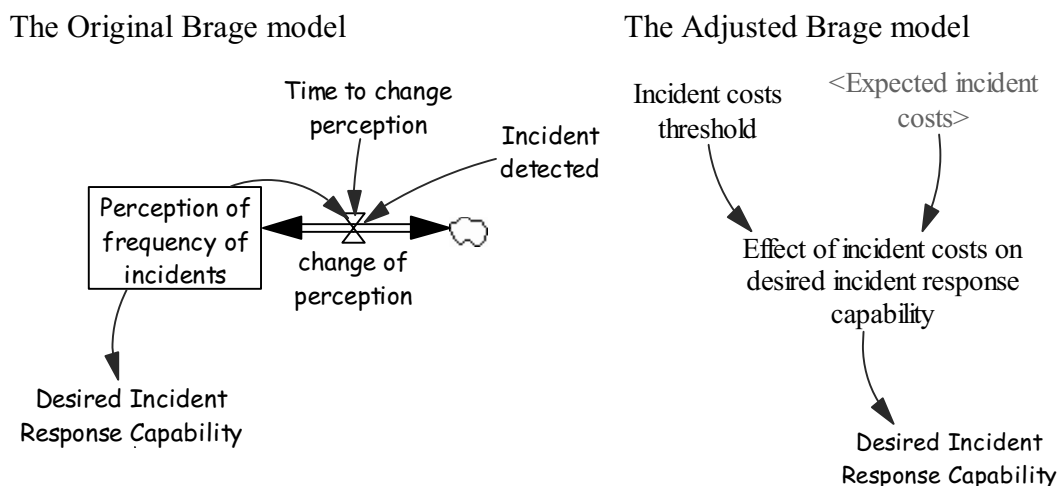 The Original Brage model
The Adjusted Brage model
Time to change
perception
Incident
detected
Perception of
frequency of
incidents
change of
perception
Desired Incident
Response Capability
Incident costs
threshold
<Expected incident
costs>
Effect of incident costs on
desired incident response
capability
Desired Incident
Response Capability